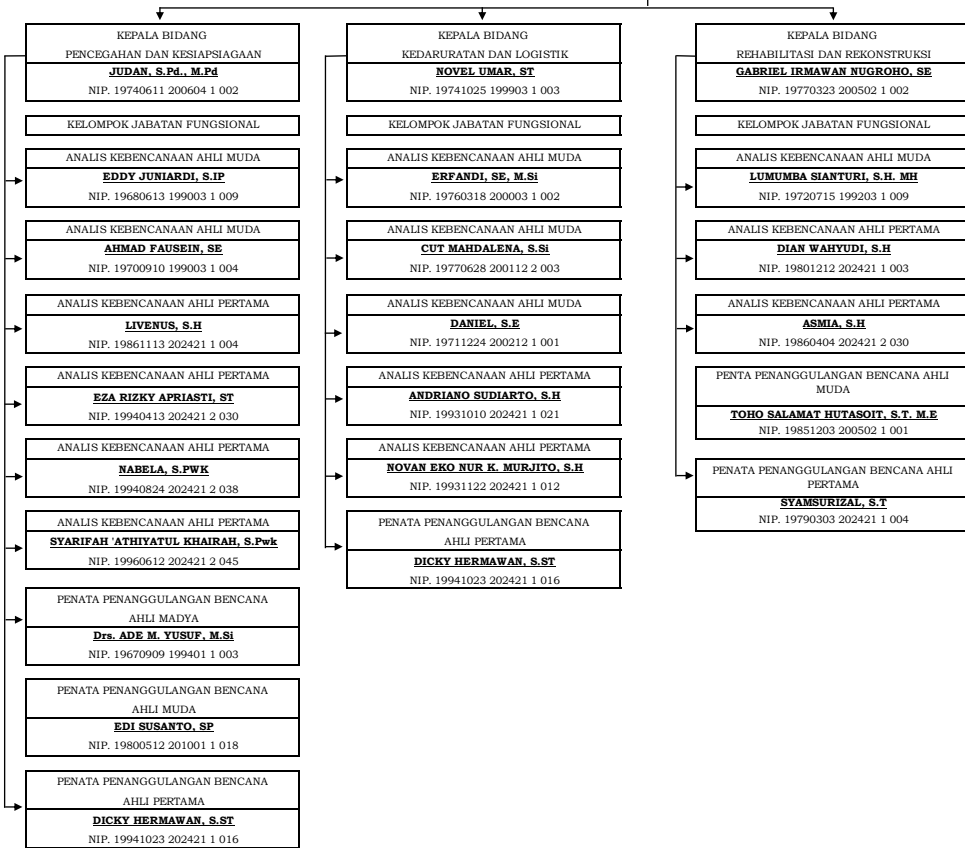 KEPALA BIDANG
PENCEGAHAN DAN KESIAPSIAGAAN
JUDAN, S.Pd., M.Pd
NIP. 19740611 200604 1 002
KELOMPOK JABATAN FUNGSIONAL
ANALIS KEBENCANAAN AHLI MUDA
EDDY JUNIARDI, S.IP
NIP. 19680613 199003 1 009
ANALIS KEBENCANAAN AHLI MUDA
AHMAD FAUSEIN, SE
NIP. 19700910 199003 1 004
ANALIS KEBENCANAAN AHLI PERTAMA
LIVENUS, S.H
NIP. 19861113 202421 1 004
ANALIS KEBENCANAAN AHLI PERTAMA
EZA RIZKY APRIASTI, ST
NIP. 19940413 202421 2 030
ANALIS KEBENCANAAN AHLI PERTAMA
NABELA, S.PWK
NIP. 19940824 202421 2 038
ANALIS KEBENCANAAN AHLI PERTAMA
SYARIFAH 'ATHIYATUL KHAIRAH, S.Pwk
NIP. 19960612 202421 2 045
PENATA PENANGGULANGAN BENCANA
AHLI MADYA
Drs. ADE M. YUSUF, M.Si
NIP. 19670909 199401 1 003
PENATA PENANGGULANGAN BENCANA
AHLI MUDA
EDI SUSANTO, SP
NIP. 19800512 201001 1 018
PENATA PENANGGULANGAN BENCANA
AHLI PERTAMA
DICKY HERMAWAN, S.ST
NIP. 19941023 202421 1 016
KEPALA BIDANG
KEDARURATAN DAN LOGISTIK
NOVEL UMAR, ST
NIP. 19741025 199903 1 003
KELOMPOK JABATAN FUNGSIONAL
ANALIS KEBENCANAAN AHLI MUDA
ERFANDI, SE, M.Si
NIP. 19760318 200003 1 002
ANALIS KEBENCANAAN AHLI MUDA
CUT MAHDALENA, S.Si
NIP. 19770628 200112 2 003
ANALIS KEBENCANAAN AHLI MUDA
DANIEL, S.E
NIP. 19711224 200212 1 001
ANALIS KEBENCANAAN AHLI PERTAMA
ANDRIANO SUDIARTO, S.H
NIP. 19931010 202421 1 021
ANALIS KEBENCANAAN AHLI PERTAMA
NOVAN EKO NUR K. MURJITO, S.H
NIP. 19931122 202421 1 012
PENATA PENANGGULANGAN BENCANA
AHLI PERTAMA
DICKY HERMAWAN, S.ST
NIP. 19941023 202421 1 016
KEPALA BIDANG
REHABILITASI DAN REKONSTRUKSI
GABRIEL IRMAWAN NUGROHO, SE
NIP. 19770323 200502 1 002
KELOMPOK JABATAN FUNGSIONAL
ANALIS KEBENCANAAN AHLI MUDA
LUMUMBA SIANTURI, S.H. MH
NIP. 19720715 199203 1 009
ANALIS KEBENCANAAN AHLI PERTAMA
DIAN WAHYUDI, S.H
NIP. 19801212 202421 1 003
ANALIS KEBENCANAAN AHLI PERTAMA
ASMIA, S.H
NIP. 19860404 202421 2 030
PENTA PENANGGULANGAN BENCANA AHLI
MUDA
TOHO SALAMAT HUTASOIT, S.T. M.E
NIP. 19851203 200502 1 001
PENATA PENANGGULANGAN BENCANA AHLI
PERTAMA
SYAMSURIZAL, S.T
NIP. 19790303 202421 1 004